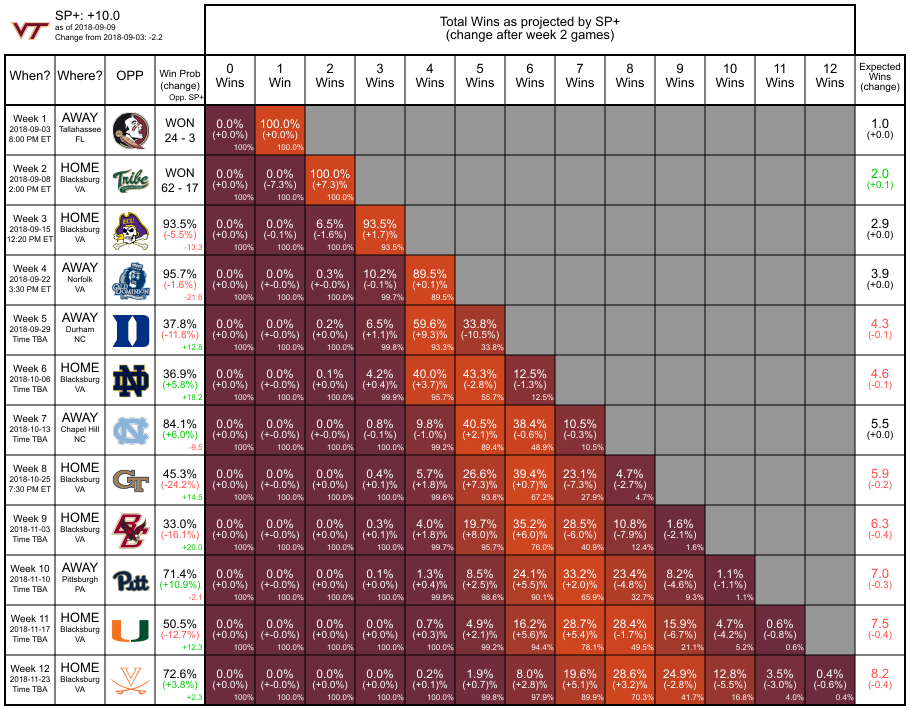 VT
SP+: +10.0
as of 2018-09-09
Change from 2018-09-03: -2.2
Total Wins as projected by SP+
(change after week 2 games)
When? Where? OPP Win Prob (change) Opp. SP+ 0 Wins 1 Win 2 Wins 3 Wins 4 Wins 5 Wins 6 Wins 7 Wins 8 Wins 9 Wins 10 Wins 11 Wins 12 Wins Expected Wins (change)
Week 1 AWAY WON 0.0% 100.0% 1.0
2018-09-03 Tallahassee 24 - 3 (+0.0%) (+0.0%) (+0.0)
8:00 PM ET FL 100% 100.0%
Week 2 HOME Tribe WON 0.0% 0.0% 100.0% 2.0
2018-09-08 Blacksburg 62 - 17 (+0.0%) (-7.3%) (+7.3)% (+0.1)
2:00 PM ET VA 100% 100.0% 100.0%
Week 3 HOME ECU 93.5% 0.0% 0.0% 6.5% 93.5% 2.9
2018-09-15 Blacksburg (-5.5%) (+0.0%) (-0.1%) (-1.6%) (+1.7)% (+0.0)
12:20 PM ET VA -13.3 100% 100.0% 100.0% 93.5%
Week 4 AWAY OLD DOMINION 95.7% 0.0% 0.0% 0.3% 10.2% 89.5% 3.9
2018-09-22 Norfolk (-1.6%) (+0.0%) (+-0.0%) (+-0.0%) (-0.1%) (+0.1)% (+0.0)
3:30 PM ET VA -21.6 100% 100.0% 100.0% 99.7% 89.5%
Week 5 AWAY D 37.8% 0.0% 0.0% 0.2% 6.5% 59.6% 33.8% 4.3
2018-09-29 Durham (-11.8%) (+0.0%) (+-0.0%) (+-0.0%) (+1.1)% (+9.3)% (-10.5%) (-0.1)
Time TBA NC +12.8 100% 100.0% 100.0% 99.8% 93.3% 33.8%
Week 6 HOME ND 36.9% 0.0% 0.0% 0.1% 4.2% 40.0% 43.3% 12.5% 4.6
2018-10-06 Blacksburg (+5.8%) (+0.0%) (+-0.0%) (+-0.0%) (+0.4)% (+3.7)% (-2.8%) (-1.3%) (-0.1)
Time TBA VA +18.2 100% 100.0% 100.0% 99.9% 95.7% 55.7% 12.5%
Week 7 AWAY NC 84.1% 0.0% 0.0% 0.0% 0.8% 9.8% 40.5% 38.4% 10.5% 5.5
2018-10-13 Chapel Hill (+6.0%) (+0.0%) (+-0.0%) (+-0.0%) (-0.1%) (-1.0%) (+2.1)% (-0.6%) (-0.3%) (+0.0)
Time TBA NC -9.5 100% 100.0% 100.0% 100.0% 99.2% 89.4% 48.9% 10.5%
Week 8 HOME GT 45.3% 0.0% 0.0% 0.0% 0.4% 5.7% 26.6% 39.4% 23.1% 4.7% 5.9
2018-10-25 Blacksburg (-24.2%) (+0.0%) (+-0.0%) (+-0.0%) (+0.1)% (+1.8)% (+7.3)% (+0.7)% (-7.3%) (-2.7%) (-0.2)
7:30 PM ET VA +14.5 100% 100.0% 100.0% 100.0% 99.6% 93.8% 67.2% 27.9% 4.7%
Week 9 HOME BC 33.0% 0.0% 0.0% 0.0% 0.3% 4.0% 19.7% 35.2% 28.5% 10.8% 1.6% 6.3
2018-11-03 Blacksburg (-16.1%) (+0.0%) (+-0.0%) (+-0.0%) (+0.1)% (+1.8)% (+8.0)% (+6.0)% (-6.0%) (-7.9%) (-2.1%) (-0.4)
Time TBA VA +20.0 100% 100.0% 100.0% 100.0% 99.7% 95.7% 76.0% 40.9% 12.4% 1.6%
Week 10 AWAY Pitt 71.4% 0.0% 0.0% 0.0% 0.1% 1.3% 8.5% 24.1% 33.2% 23.4% 8.2% 1.1% 7.0
2018-11-10 Pittsburgh (+10.9%) (+0.0%) (+-0.0%) (+-0.0%) (+-0.0%) (+0.4)% (+2.5)% (+5.5)% (+2.0)% (-4.8%) (-4.6%) (-1.1%) (-0.3)
Time TBA PA -2.1 100% 100.0% 100.0% 100.0% 99.9% 98.6% 90.1% 65.9% 32.7% 9.3% 1.1%
Week 11 HOME U 50.5% 0.0% 0.0% 0.0% 0.0% 0.7% 4.9% 16.2% 28.7% 28.4% 15.9% 4.7% 0.6% 7.5
2018-11-17 Blacksburg (-12.7%) (+0.0%) (+-0.0%) (+-0.0%) (+-0.0%) (+0.3)% (+2.1)% (+5.6)% (+5.4)% (-1.7%) (-6.7%) (-4.2%) (-0.8%) (-0.4)
Time TBA VA +12.3 100% 100.0% 100.0% 100.0% 100.0% 99.2% 94.4% 78.1% 49.5% 21.1% 5.2% 0.6%
Week 12 HOME V 72.6% 0.0% 0.0% 0.0% 0.0% 0.2% 1.9% 8.0% 19.6% 28.6% 24.9% 12.8% 3.5% 0.4% 8.2
2018-11-23 Blacksburg (+3.8%) (+0.0%) (+-0.0%) (+-0.0%) (+-0.0%) (+0.1)% (+0.7)% (+2.8)% (+5.1)% (+3.2)% (-2.8%) (-5.5%) (-3.0%) (-0.6%) (-0.4)
Time TBA VA +2.3 100% 100.0% 100.0% 100.0% 100.0% 99.8% 97.9% 89.9% 70.3% 41.7% 16.8% 4.0% 0.4%